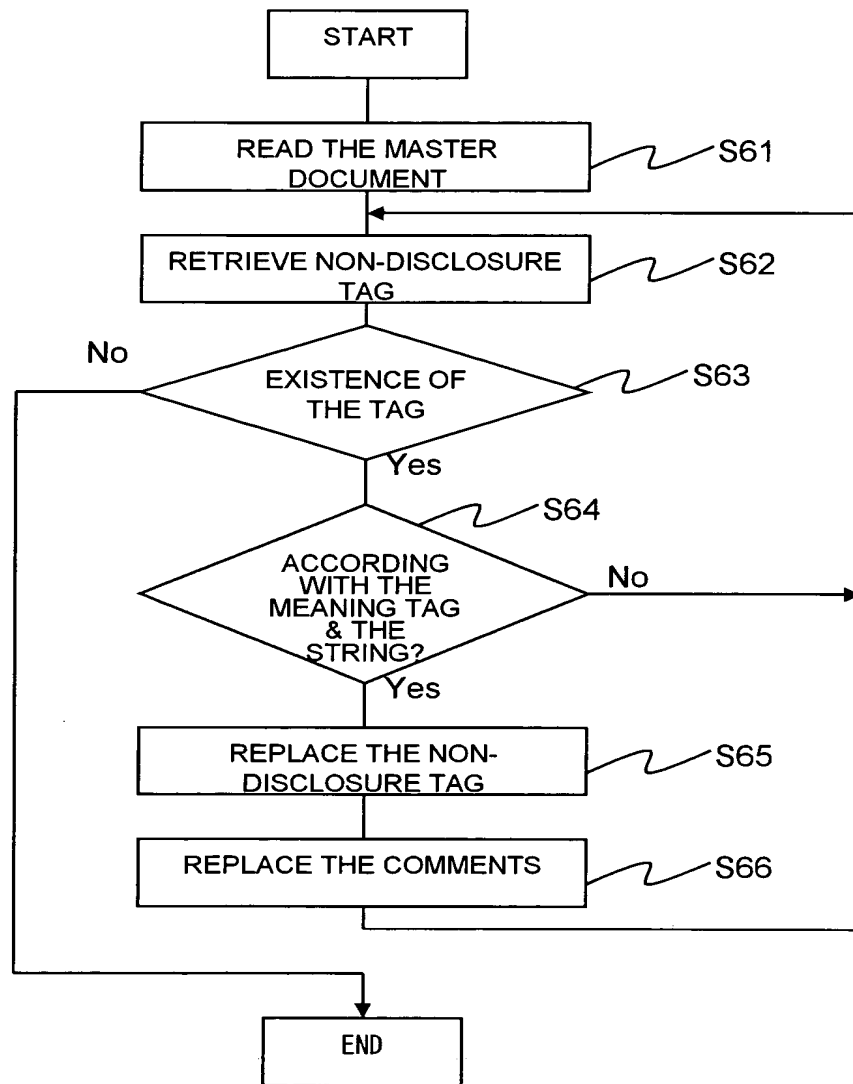 START
READ THE MASTER
DOCUMENT
S61
RETRIEVE NON-DISCLOSURE
TAG
S62
No
EXISTENCE OF
THE TAG
S63
Yes
S64
ACCORDING
WITH THE
MEANING TAG
& THE
STRING?
No
Yes
REPLACE THE NON-
DISCLOSURE TAG
S65
REPLACE THE COMMENTS
S66
END